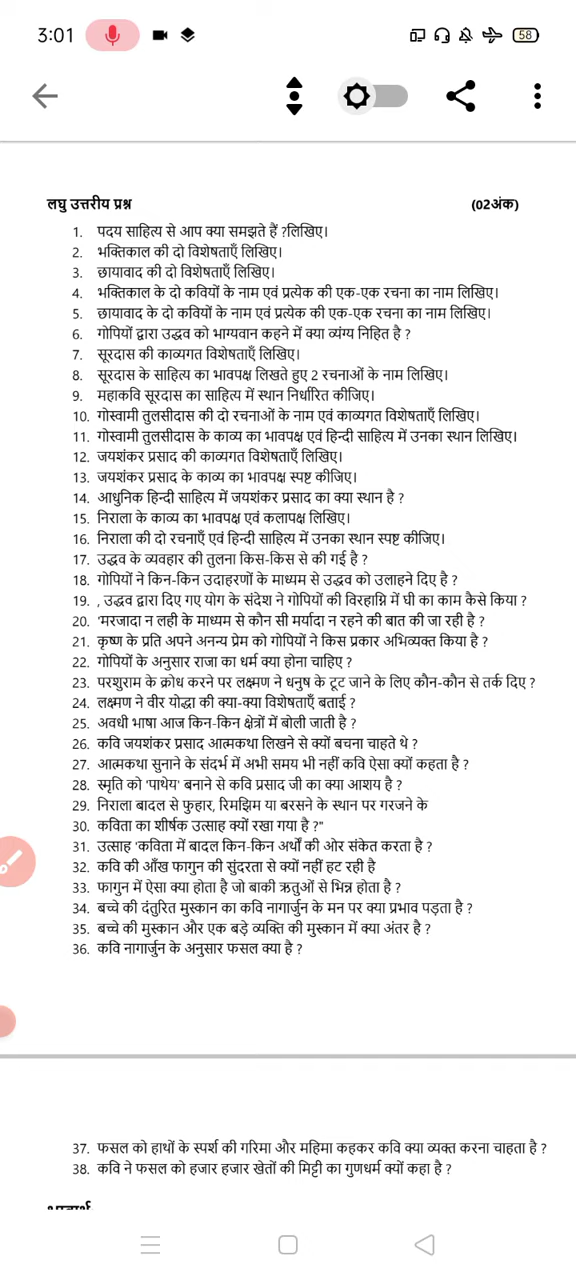 3:01
58
लघु उत्तरीय प्रश्न (02अंक)
1. पदय साहित्य से आप क्या समझते हैं ?लिखिए।
2. भक्तिकाल की दो विशेषताएँ लिखिए।
3. छायावाद की दो विशेषताएँ लिखिए।
4. भक्तिकाल के दो कवियों के नाम एवं प्रत्येक की एक-एक रचना का नाम लिखिए।
5. छायावाद के दो कवियों के नाम एवं प्रत्येक की एक-एक रचना का नाम लिखिए।
6. गोपियों द्वारा उद्धव को भाग्यवान कहने में क्या व्यंग्य निहित है ?
7. सूरदास की काव्यगत विशेषताएँ लिखिए।
8. सूरदास के साहित्य का भावपक्ष लिखते हुए 2 रचनाओं के नाम लिखिए।
9. महाकवि सूरदास का साहित्य में स्थान निर्धारित कीजिए।
10. गोस्वामी तुलसीदास की दो रचनाओं के नाम एवं काव्यगत विशेषताएँ लिखिए।
11. गोस्वामी तुलसीदास के काव्य का भावपक्ष एवं हिन्दी साहित्य में उनका स्थान लिखिए।
12. जयशंकर प्रसाद की काव्यगत विशेषताएँ लिखिए।
13. जयशंकर प्रसाद के काव्य का भावपक्ष स्पष्ट कीजिए।
14. आधुनिक हिन्दी साहित्य में जयशंकर प्रसाद का क्या स्थान है ?
15. निराला के काव्य का भावपक्ष एवं कलापक्ष लिखिए।
16. निराला की दो रचनाएँ एवं हिन्दी साहित्य में उनका स्थान स्पष्ट कीजिए।
17. उद्धव के व्यवहार की तुलना किस-किस से की गई है ?
18. गोपियों ने किन-किन उदाहरणों के माध्यम से उद्धव को उलाहने दिए है ?
19. , उद्धव द्वारा दिए गए योग के संदेश ने गोपियों की विरहाग्नि में घी का काम कैसे किया ?
20. 'मरजादा न लही के माध्यम से कौन सी मर्यादा न रहने की बात की जा रही है ?
21. कृष्ण के प्रति अपने अनन्य प्रेम को गोपियों ने किस प्रकार अभिव्यक्त किया है ?
22. गोपियों के अनुसार राजा का धर्म क्या होना चाहिए ?
23. परशुराम के क्रोध करने पर लक्ष्मण ने धनुष के टूट जाने के लिए कौन-कौन से तर्क दिए ?
24. लक्ष्मण ने वीर योद्धा की क्या-क्या विशेषताएँ बताई ?
25. अवधी भाषा आज किन-किन क्षेत्रों में बोली जाती है ?
26. कवि जयशंकर प्रसाद आत्मकथा लिखने से क्यों बचना चाहते थे ?
27. आत्मकथा सुनाने के संदर्भ में अभी समय भी नहीं कवि ऐसा क्यों कहता है ?
28. स्मृति को 'पाथेय' बनाने से कवि प्रसाद जी का क्या आशय है ?
29. निराला बादल से फुहार, रिमझिम या बरसने के स्थान पर गरजने के
30. कविता का शीर्षक उत्साह क्यों रखा गया है ?"
31. उत्साह 'कविता में बादल किन-किन अर्थों की ओर संकेत करता है ?
32. कवि की आँख फागुन की सुंदरता से क्यों नहीं हट रही है
33. फागुन में ऐसा क्या होता है जो बाकी ऋतुओं से भिन्न होता है ?
34. बच्चे की दंतुरित मुस्कान का कवि नागार्जुन के मन पर क्या प्रभाव पड़ता है ?
35. बच्चे की मुस्कान और एक बड़े व्यक्ति की मुस्कान में क्या अंतर है ?
36. कवि नागार्जुन के अनुसार फसल क्या है ?
37. फसल को हाथों के स्पर्श की गरिमा और महिमा कहकर कवि क्या व्यक्त करना चाहता है ?
38. कवि ने फसल को हजार हजार खेतों की मिट्टी का गुणधर्म क्यों कहा है ?